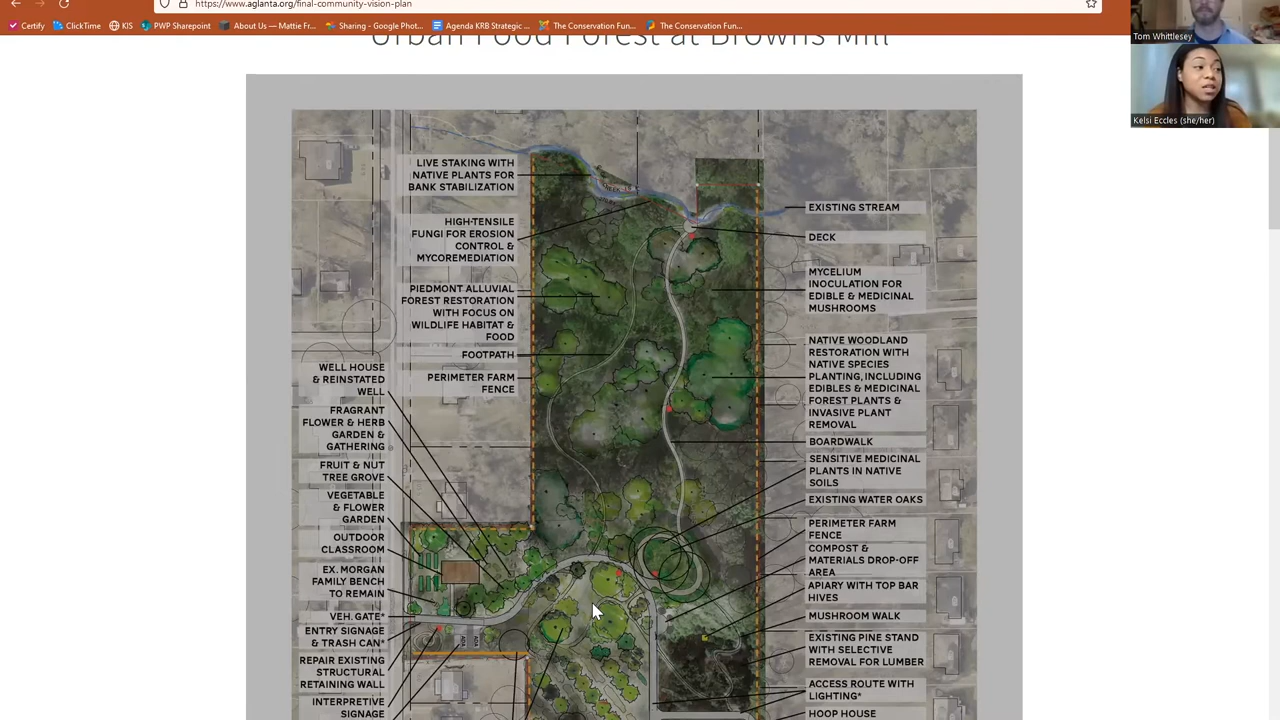 https://www.aglanta.org/final-community-vision-plan
Certify
ClickTime
KIS
PWP SharePoint
About Us — Mattie Fr...
Sharing - Google Phot...
Agenda KRB Strategic ...
The Conservation Fun...
The Conservation Fun...
Tom Whittlesey
Kelsi Eccles (she/her)
Urban Food Forest at Browns Mill
LIVE STAKING WITH
NATIVE PLANTS FOR
BANK STABILIZATION
HIGH-TENSILE
FUNGI FOR EROSION
CONTROL &
MYCOREMEDIATION
PIEDMONT ALLUVIAL
FOREST RESTORATION
WITH FOCUS ON
WILDLIFE HABITAT &
FOOD
FOOTPATH
PERIMETER FARM
FENCE
WELL HOUSE
& REINSTATED
WELL
FRAGRANT
FLOWER & HERB
GARDEN &
GATHERING
FRUIT & NUT
TREE GROVE
VEGETABLE
& FLOWER
GARDEN
OUTDOOR
CLASSROOM
EX. MORGAN
FAMILY BENCH
TO REMAIN
VEH. GATE*
ENTRY SIGNAGE
& TRASH CAN*
REPAIR EXISTING
STRUCTURAL
RETAINING WALL
INTERPRETIVE
SIGNAGE
EXISTING STREAM
DECK
MYCELIUM
INOCULATION FOR
EDIBLE & MEDICINAL
MUSHROOMS
NATIVE WOODLAND
RESTORATION WITH
NATIVE SPECIES
PLANTING, INCLUDING
EDIBLES & MEDICINAL
FOREST PLANTS &
INVASIVE PLANT
REMOVAL
BOARDWALK
SENSITIVE MEDICINAL
PLANTS IN NATIVE
SOILS
EXISTING WATER OAKS
PERIMETER FARM
FENCE
COMPOST &
MATERIALS DROP-OFF
AREA
APIARY WITH TOP BAR
HIVES
MUSHROOM WALK
EXISTING PINE STAND
WITH SELECTIVE
REMOVAL FOR LUMBER
ACCESS ROUTE WITH
LIGHTING*
HOOP HOUSE